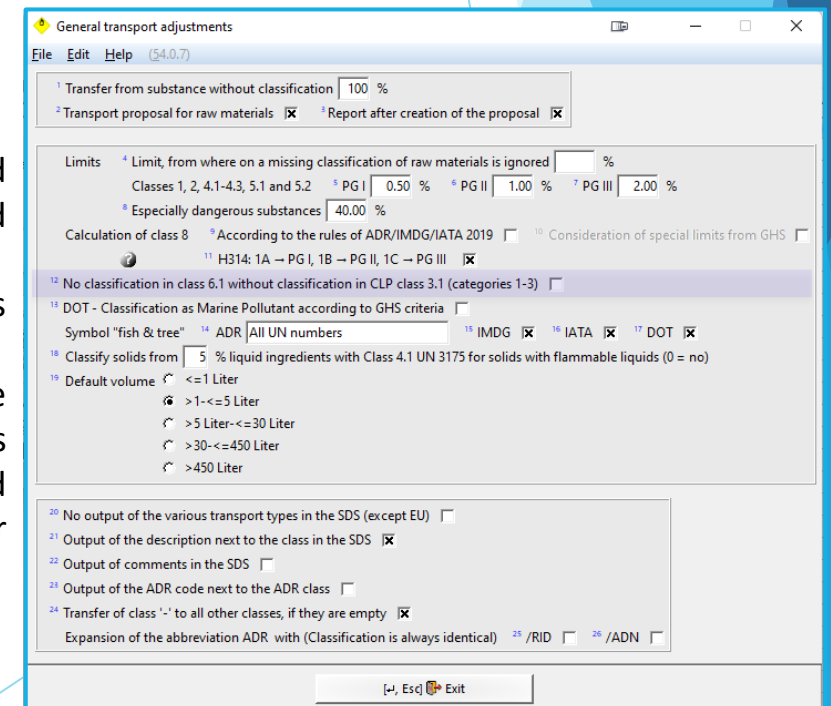 General transport adjustments
File Edit Help (54.0.7)
1 Transfer from substance without classification 100 %
2 Transport proposal for raw materials 3 Report after creation of the proposal
Limits 4 Limit, from where on a missing classification of raw materials is ignored %
Classes 1, 2, 4.1-4.3, 5.1 and 5.2 5 PG I 0.50 % 6 PG II 1.00 % 7 PG III 2.00 %
8 Especially dangerous substances 40.00 %
Calculation of class 8 9 According to the rules of ADR/IMDG/IATA 2019 10 Consideration of special limits from GHS
11 H314: 1A → PG I, 1B → PG II, 1C → PG III
12 No classification in class 6.1 without classification in CLP class 3.1 (categories 1-3)
13 DOT - Classification as Marine Pollutant according to GHS criteria
Symbol "fish & tree" 14 ADR All UN numbers 15 IMDG 16 IATA 17 DOT
18 Classify solids from 5 % liquid ingredients with Class 4.1 UN 3175 for solids with flammable liquids (0 = no)
19 Default volume <=1 Liter
>1-<=5 Liter
>5 Liter-<=30 Liter
>30-<=450 Liter
>450 Liter
20 No output of the various transport types in the SDS (except EU)
21 Output of the description next to the class in the SDS
22 Output of comments in the SDS
23 Output of the ADR code next to the ADR class
24 Transfer of class '-' to all other classes, if they are empty
Expansion of the abbreviation ADR with (Classification is always identical) 25 /RID 26 /ADN
[↵, Esc] Exit